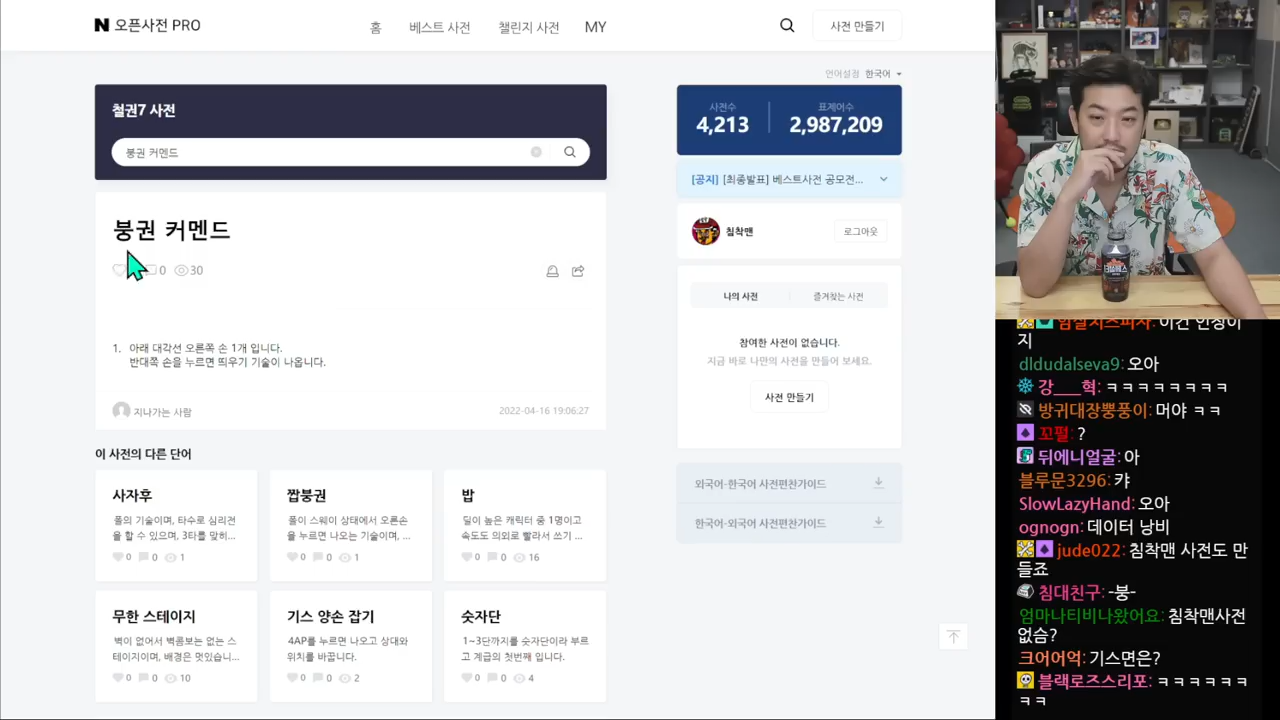 N 오픈사전 PRO
홈
베스트 사전
챌린지 사전
MY
사전 만들기
언어설정 한국어
철권7 사전
붕권 커멘드
붕권 커멘드
0
30
1. 아래 대각선 오른쪽 손 1개 입니다.
반대쪽 손을 누르면 띄우기 기술이 나옵니다.
지나가는 사람
2022-04-16 19:06:27
이 사전의 다른 단어
사자후
풀의 기술이며, 타수로 심리전
을 할 수 있으며, 3타를 맞히...
0 0 1
짭붕권
풀이 스웨이 상태에서 오른손
을 누르면 나오는 기술이며, ...
0 0 1
밥
딜이 높은 캐릭터 중 1명이고
속도도 의외로 빨라서 쓰기 ...
0 0 16
무한 스테이지
벽이 없어서 벽콤보는 없는 스
테이지이며, 배경은 멋있습니...
0 0 10
기스 양손 잡기
4AP를 누르면 나오고 상대와
위치를 바꿉니다.
0 0 2
숫자단
1~3단까지를 숫자단이라 부르
고 계급의 첫번째 입니다.
0 0 4
사전수
4,213
표제어수
2,987,209
[공지] [최종발표] 베스트사전 공모전...
침착맨
로그아웃
나의 사전
즐겨찾는 사전
참여한 사전이 없습니다.
지금 바로 나만의 사전을 만들어 보세요.
사전 만들기
외국어-한국어 사전편찬가이드
한국어-외국어 사전편찬가이드
지
dldudalseva9: 오아
강___혁: ㅋㅋㅋㅋㅋㅋㅋㅋ
방귀대장뿡풍이: 머야 ㅋㅋ
꼬펄: ?
뒤에니얼굴: 아
블루문3296: 캬
SlowLazyHand: 오아
ognogn: 데이터 낭비
jude022: 침착맨 사전도 만
들죠
침대친구: -붕-
엄마나티비나왔어요: 침착맨사전
없슴?
크어어억: 기스면은?
블랙로즈스리포: ㅋㅋㅋㅋㅋㅋㅋ
ㅋㅋ